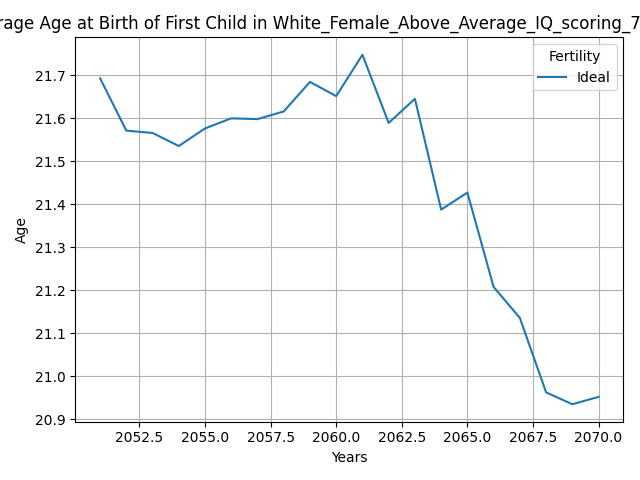 rage Age at Birth of First Child in White_Female_Above_Average_IQ_scoring_7
Fertility
Ideal
21.7
21.6
21.5
21.4
21.3
21.2
21.1
21.0
20.9
Age
2052.5 2055.0 2057.5 2060.0 2062.5 2065.0 2067.5 2070.0
Years